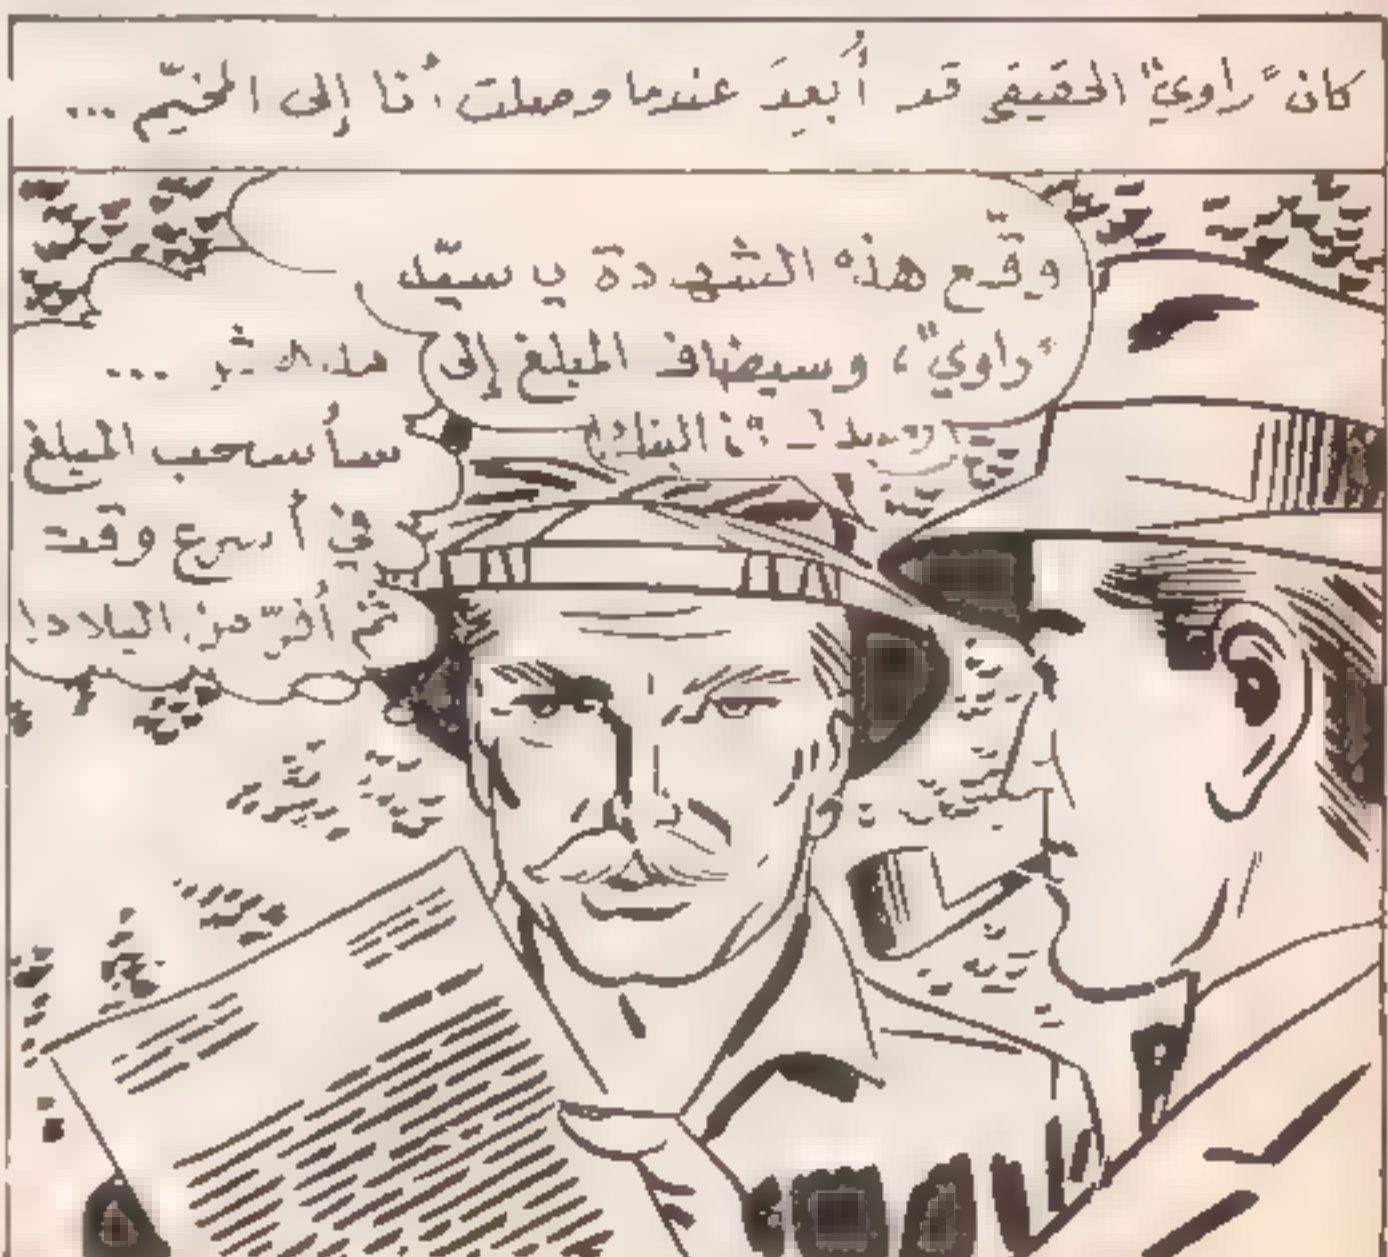 كان "راوي" الحقيقي قد أُبعِدَ عندما وصلت أنا إلى المخيّم ...
وقّع هذه الشهادة يا سيّد
"راوي"، وسيضاف المبلغ إلى
البنك!
...
سأسحب المبلغ
في أسرع وقت
ثم أفرّ من البلاد!